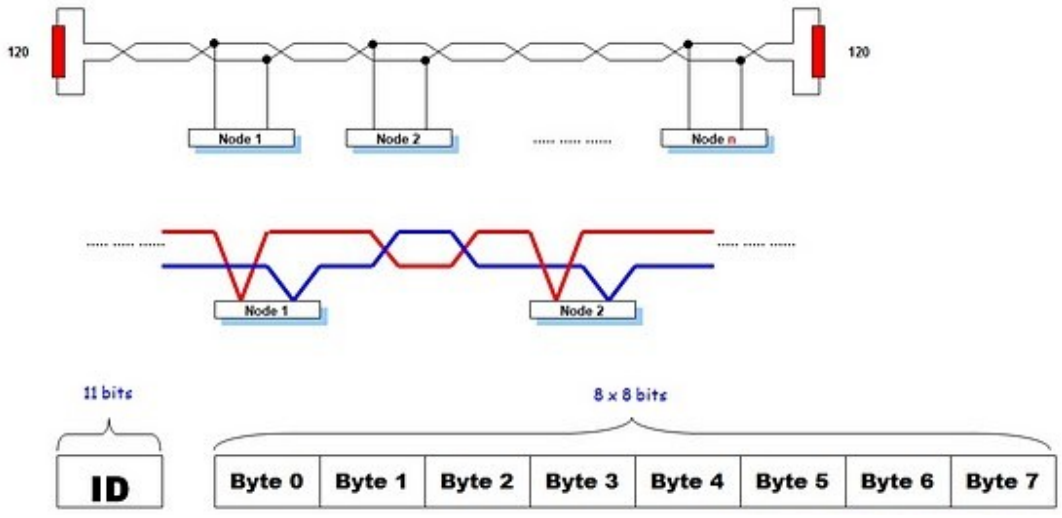 120
120
Node 1
Node 2
..... ..... ......
Node n
..... ..... ......
..... ..... ......
Node 1
Node 2
11 bits
8 x 8 bits
ID
Byte 0
Byte 1
Byte 2
Byte 3
Byte 4
Byte 5
Byte 6
Byte 7